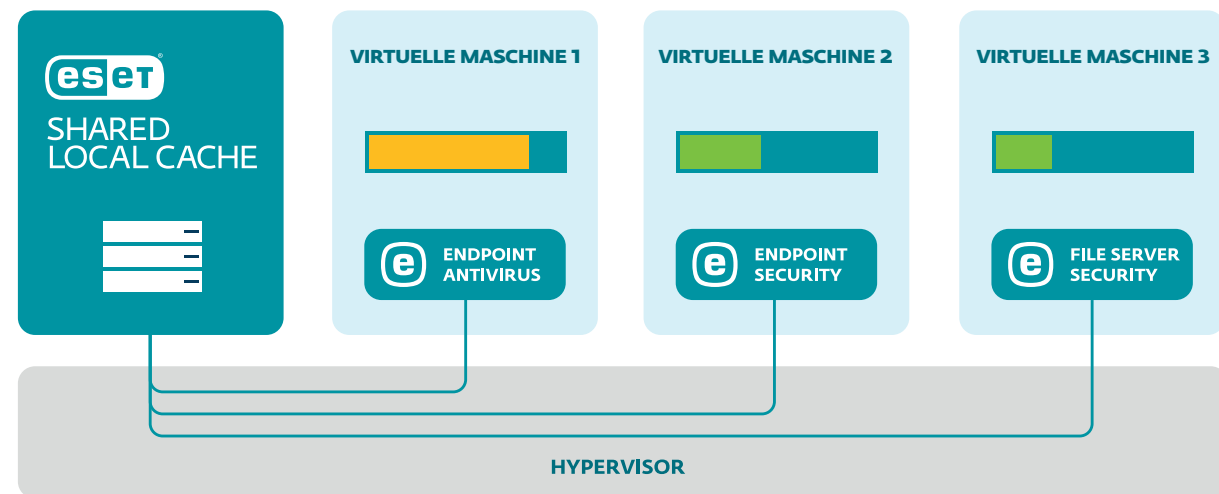 eset®
SHARED
LOCAL CACHE
VIRTUELLE MASCHINE 1
e ENDPOINT
ANTIVIRUS
VIRTUELLE MASCHINE 2
e ENDPOINT
SECURITY
VIRTUELLE MASCHINE 3
e FILE SERVER
SECURITY
HYPERVISOR